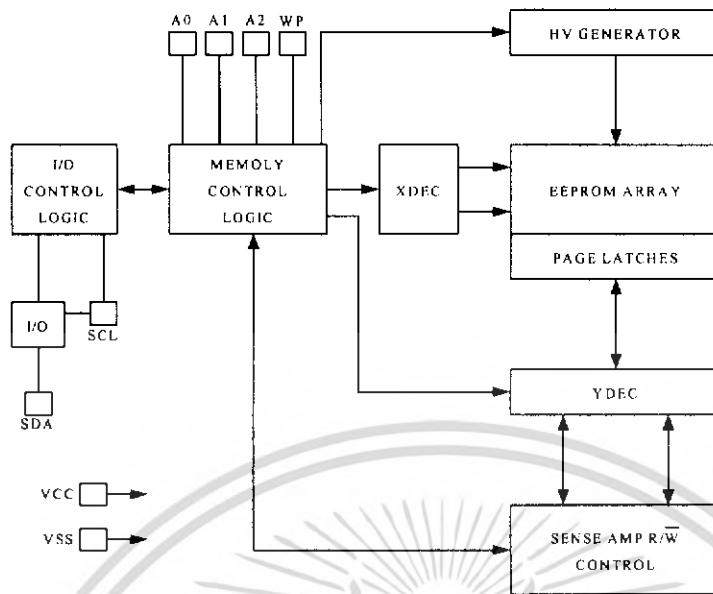 A0 A1 A2 WP
HV GENERATOR
I/D
CONTROL
LOGIC
MEMOLY
CONTROL
LOGIC
XDEC
EEPROM ARRAY
PAGE LATCHES
I/O
SCL
SDA
YDEC
VCC
VSS
SENSE AMP R/W̅
CONTROL